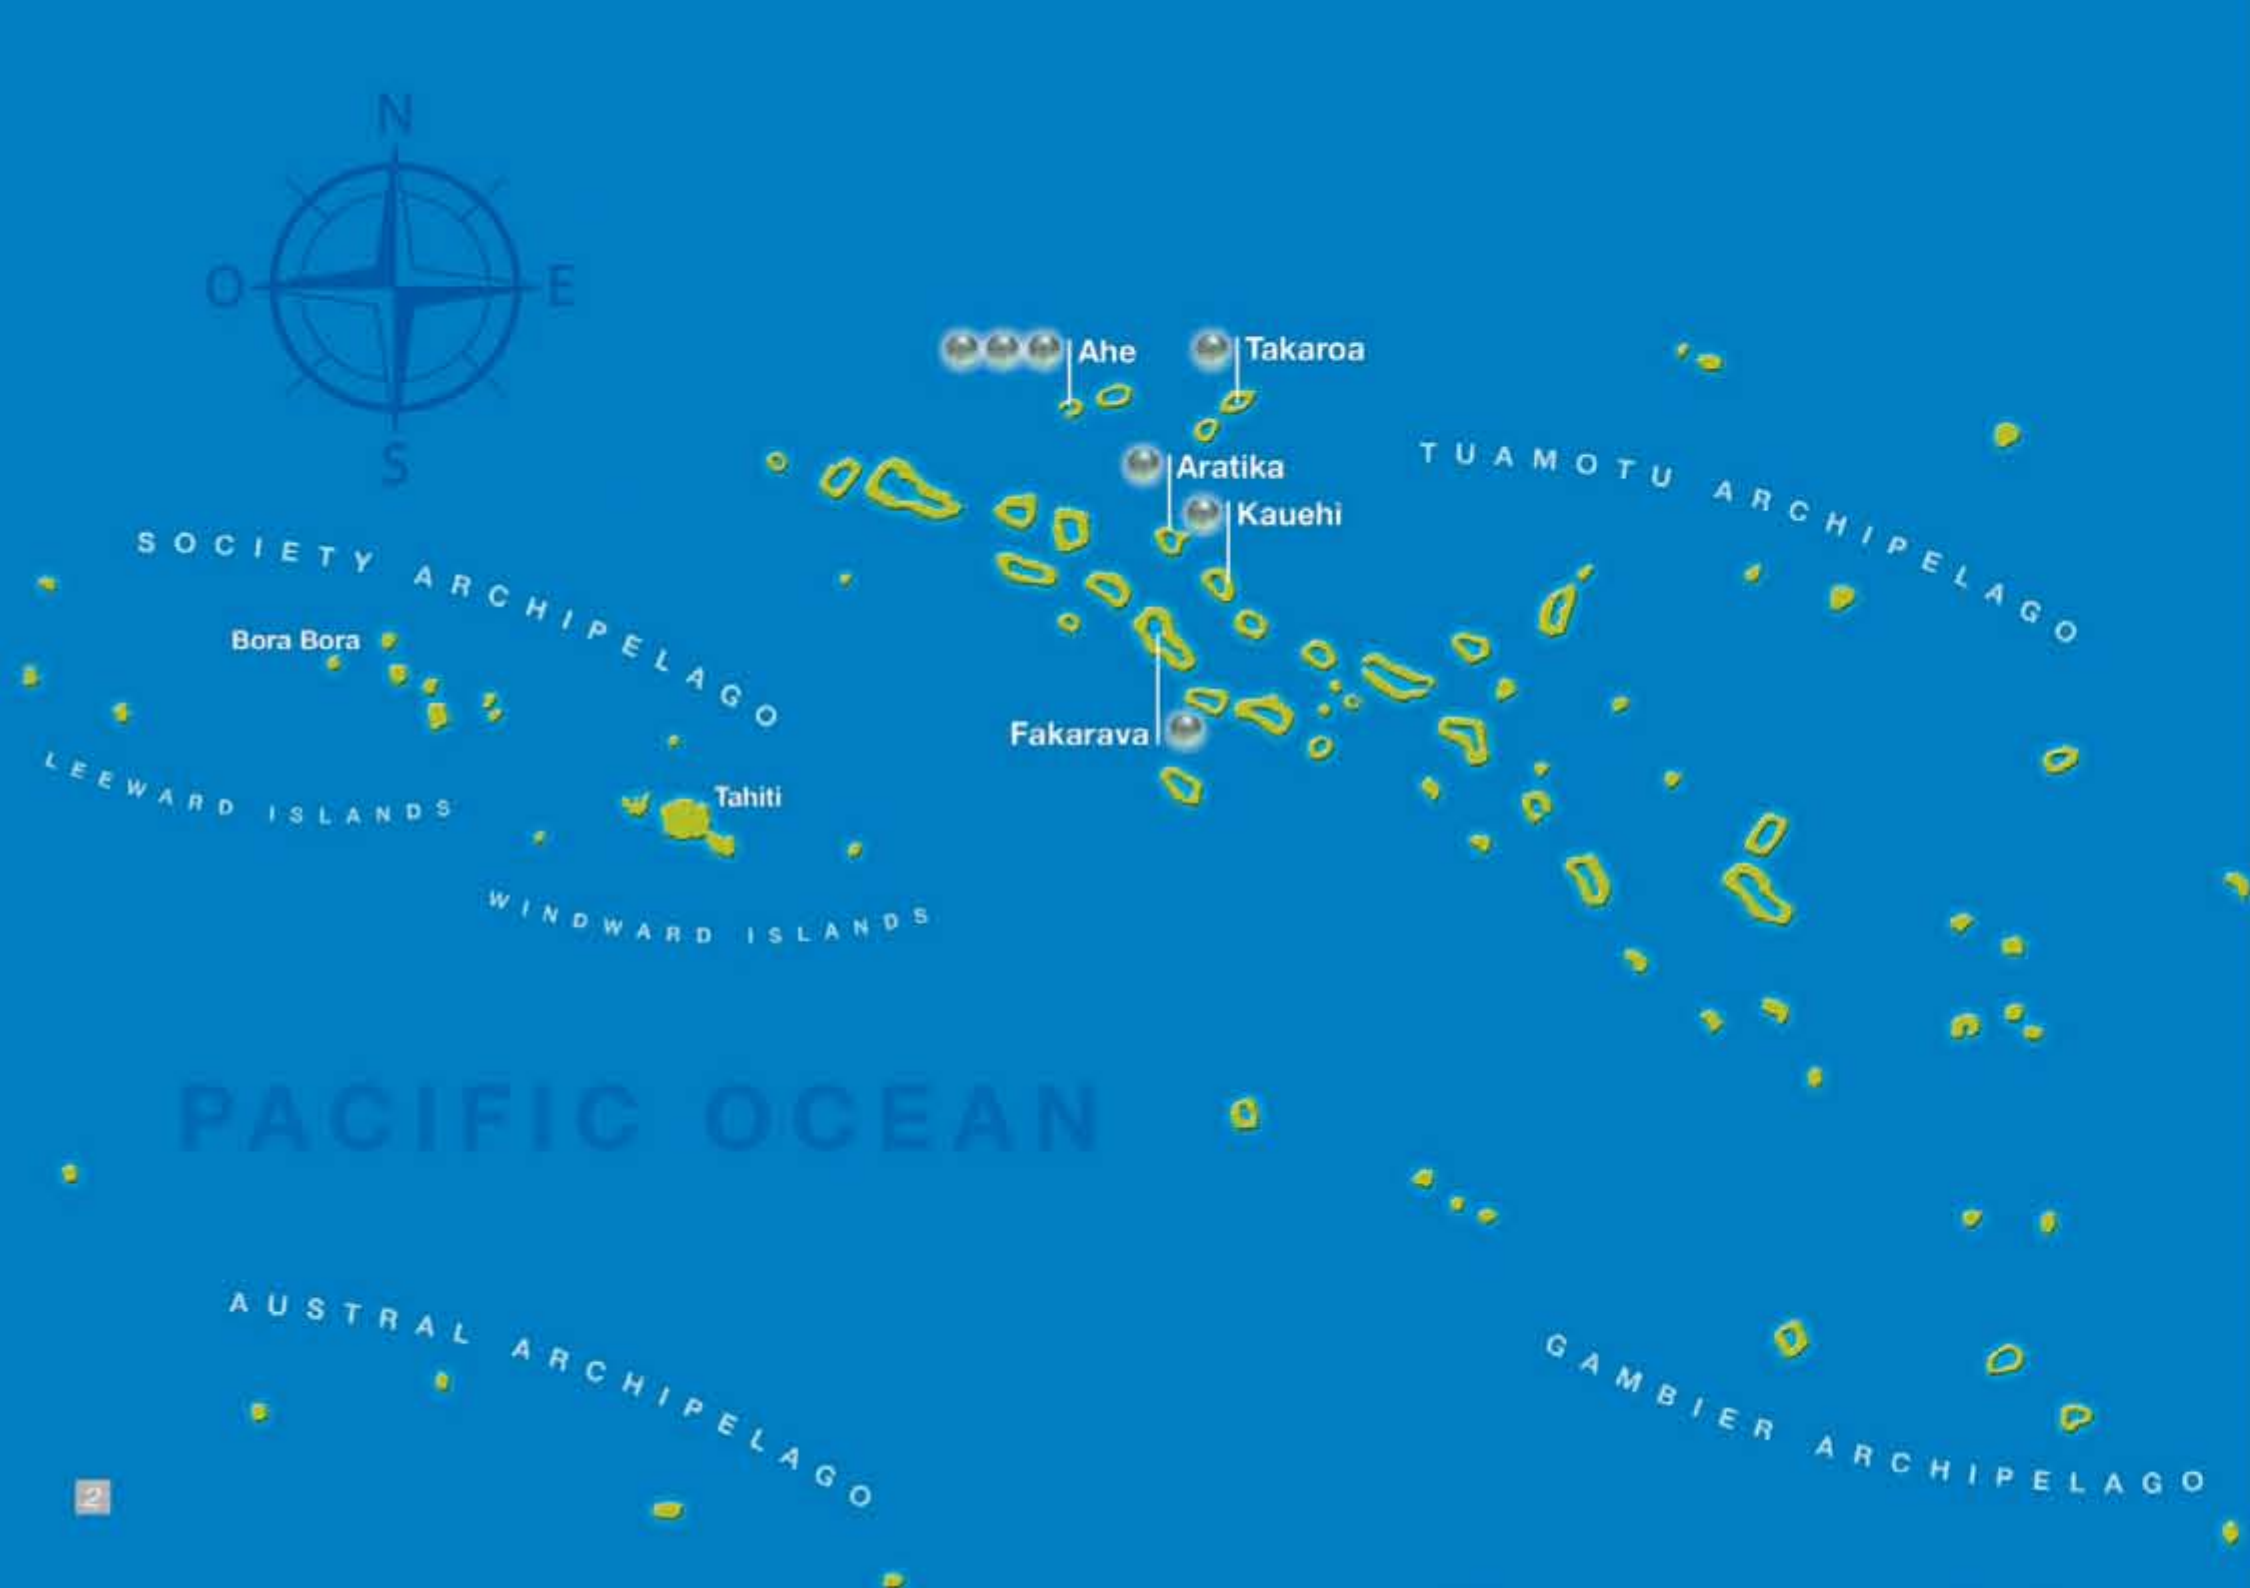 N
O E
S
Ahe
Takaroa
Aratika
Kauehi
TUAMOTU ARCHIPELAGO
SOCIETY ARCHIPELAGO
Bora Bora
Fakarava
LEEWARD ISLANDS
Tahiti
WINDWARD ISLANDS
PACIFIC OCEAN
AUSTRAL ARCHIPELAGO
GAMBIER ARCHIPELAGO
2